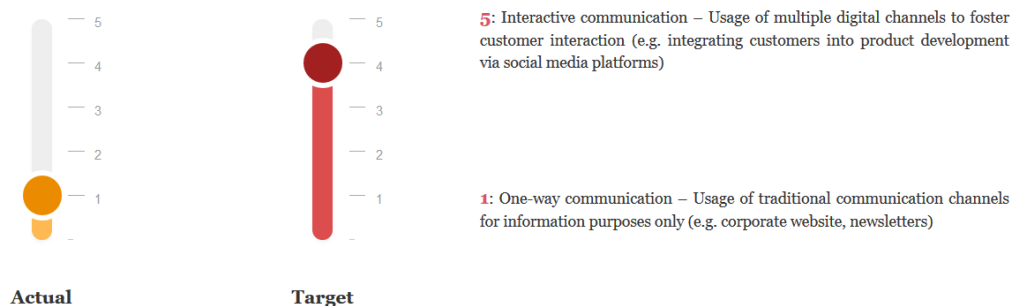 5
4
3
2
1
Actual
5
4
3
2
1
Target
5: Interactive communication – Usage of multiple digital channels to foster
customer interaction (e.g. integrating customers into product development
via social media platforms)
1: One-way communication – Usage of traditional communication channels
for information purposes only (e.g. corporate website, newsletters)